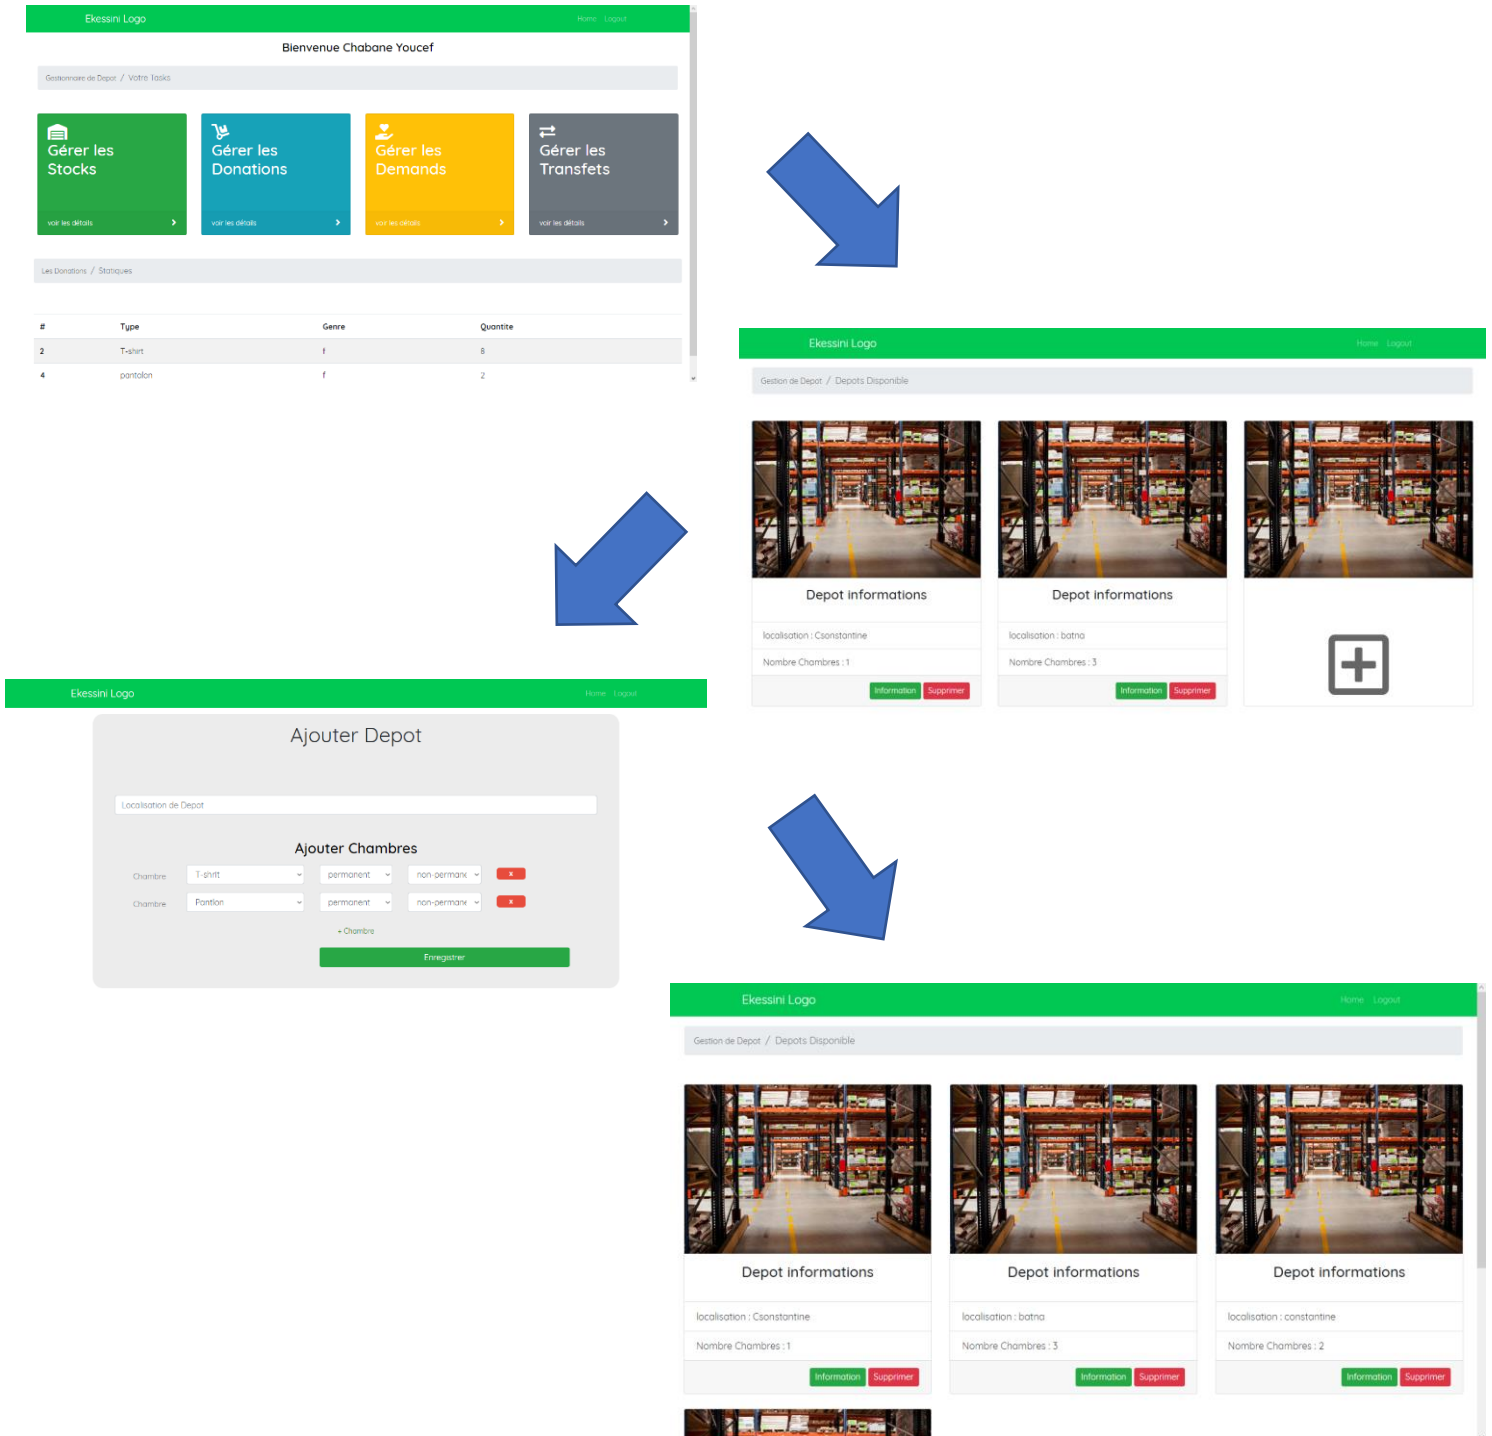 Ekessini Logo
Home Logout
Bienvenue Chabane Youcef
Gestionnaire de Depot / Votre Tasks
Gérer les
Stocks
voir les détails
Gérer les
Donations
voir les détails
Gérer les
Demands
voir les détails
Gérer les
Transfets
voir les détails
Les Donations / Statiques
# Type Genre Quantite
2 T-shirt f 8
4 pantalon f 2
Ekessini Logo
Home Logout
Gestion de Depot / Depots Disponible
Depot informations
localisation : Csonstantine
Nombre Chambres : 1
Information Supprimer
Depot informations
localisation : batna
Nombre Chambres : 3
Information Supprimer
Ekessini Logo
Home Logout
Ajouter Depot
Localisation de Depot
Ajouter Chambres
Chambre T-shrit permanent non-permane x
Chambre Pantlon permanent non-permane x
+ Chambre
Enregistrer
Ekessini Logo
Home Logout
Gestion de Depot / Depots Disponible
Depot informations
localisation : Csonstantine
Nombre Chambres : 1
Information Supprimer
Depot informations
localisation : batna
Nombre Chambres : 3
Information Supprimer
Depot informations
localisation : constantine
Nombre Chambres : 2
Information Supprimer